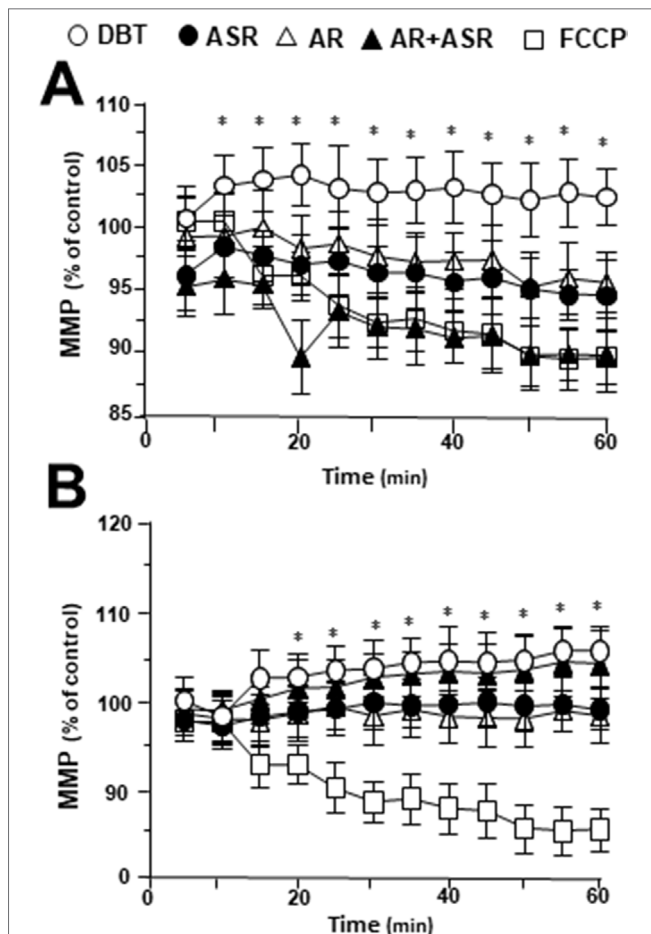 DBT ASR AR AR+ASR FCCP
A
110
105
100
95
90
85
MMP (% of control)
* * * * * * * * * * *
0 20 40 60
Time (min)
B
120
110
100
90
0
MMP (% of control)
* * * * * * * * *
0 20 40 60
Time (min)